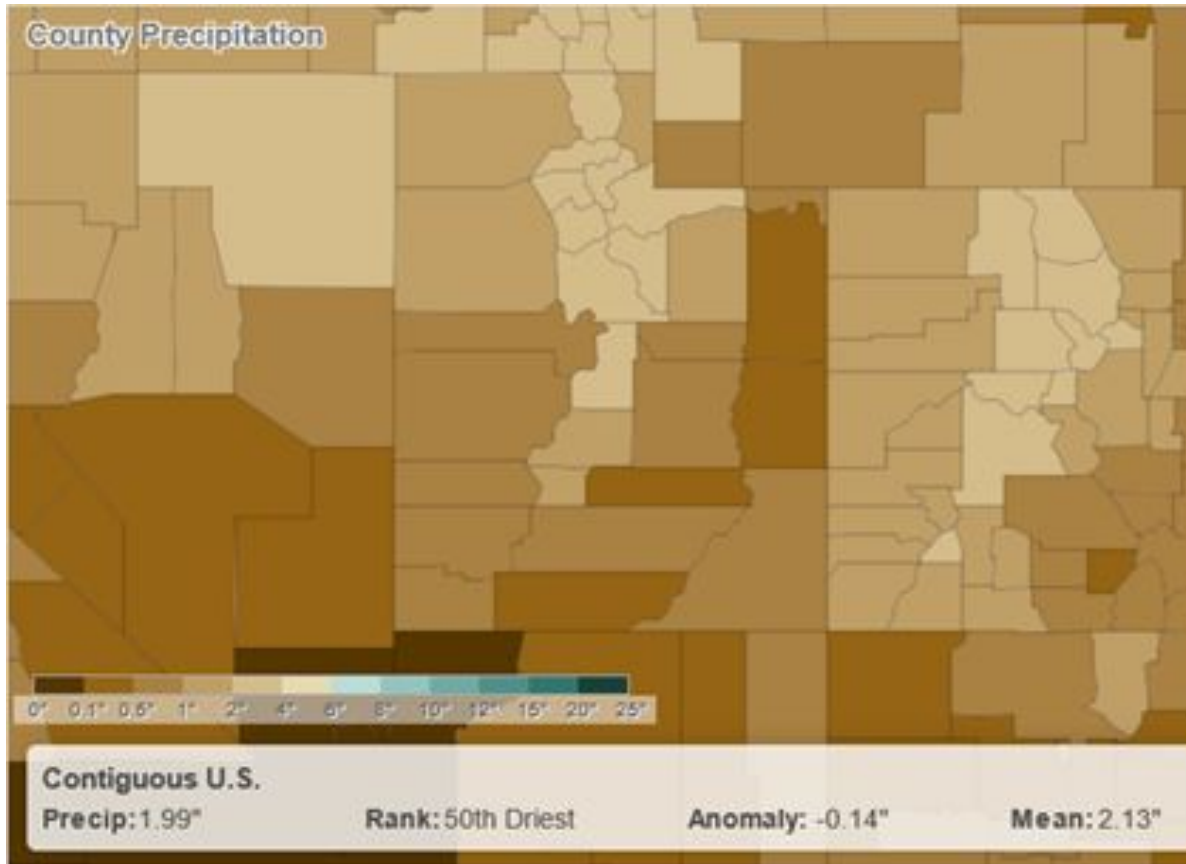 County Precipitation
0" 0.1" 0.5" 1" 2" 4" 6" 8" 10" 12" 15" 20" 25"
Contiguous U.S.
Precip: 1.99" Rank: 50th Driest Anomaly: -0.14" Mean: 2.13"